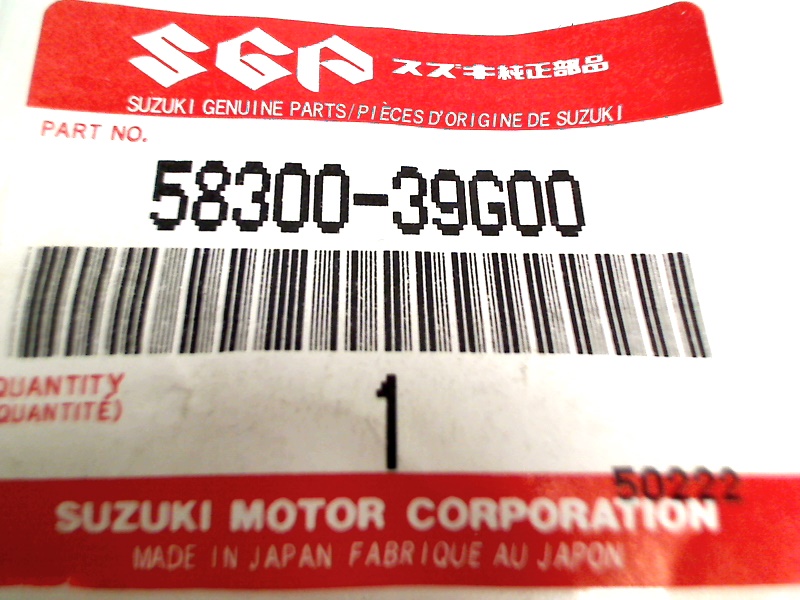 SGP スズキ純正部品
SUZUKI GENUINE PARTS/PIÈCES D'ORIGINE DE SUZUKI
PART NO.
58300-39G00
QUANTITY
(QUANTITÉ)
1
50222
SUZUKI MOTOR CORPORATION
MADE IN JAPAN FABRIQUE AU JAPON